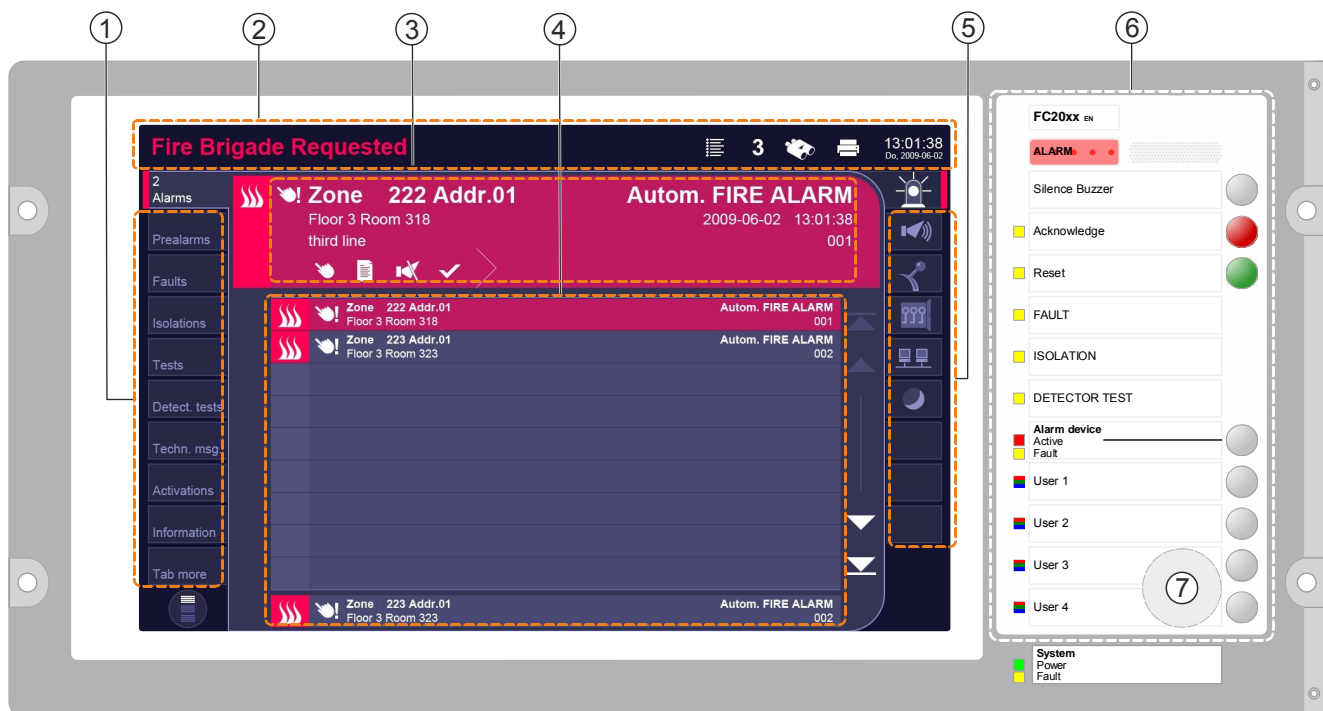 1 2 3 4 5 6
Fire Brigade Requested 3 13:01:38
Do, 2009-06-02
2
Alarms
Prealarms
Faults
Isolations
Tests
Detect. tests
Techn. msg.
Activations
Information
Tab more
! Zone 222 Addr.01 Autom. FIRE ALARM
Floor 3 Room 318 2009-06-02 13:01:38
third line 001
! Zone 222 Addr.01 Autom. FIRE ALARM
Floor 3 Room 318 001
! Zone 223 Addr.01 Autom. FIRE ALARM
Floor 3 Room 323 002
! Zone 223 Addr.01 Autom. FIRE ALARM
Floor 3 Room 323 002
FC20xx EN
ALARM
Silence Buzzer
Acknowledge
Reset
FAULT
ISOLATION
DETECTOR TEST
Alarm device
Active
Fault
User 1
User 2
User 3
User 4
7
System
Power
Fault